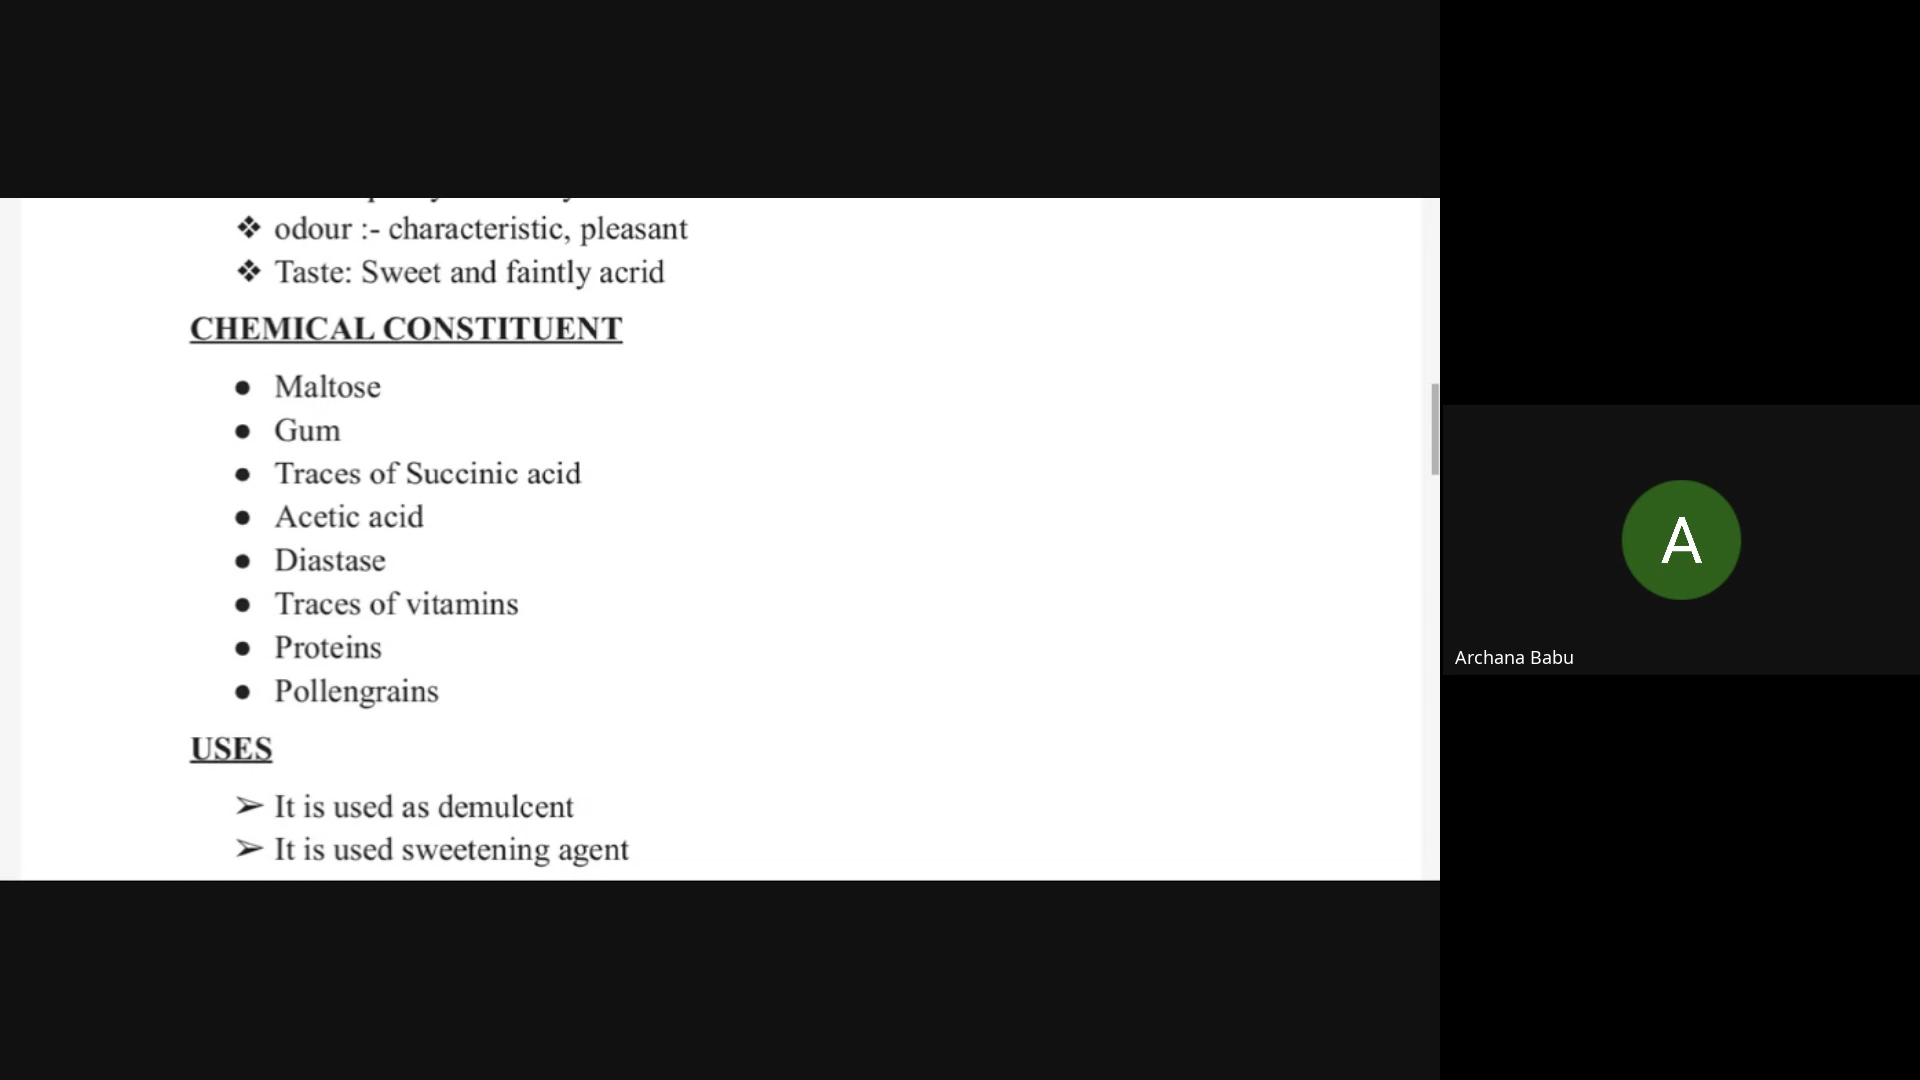 ❖ odour :- characteristic, pleasant
❖ Taste: Sweet and faintly acrid
CHEMICAL CONSTITUENT
● Maltose
● Gum
● Traces of Succinic acid
● Acetic acid
● Diastase
● Traces of vitamins
● Proteins
● Pollengrains
USES
➢ It is used as demulcent
➢ It is used sweetening agent
A
Archana Babu